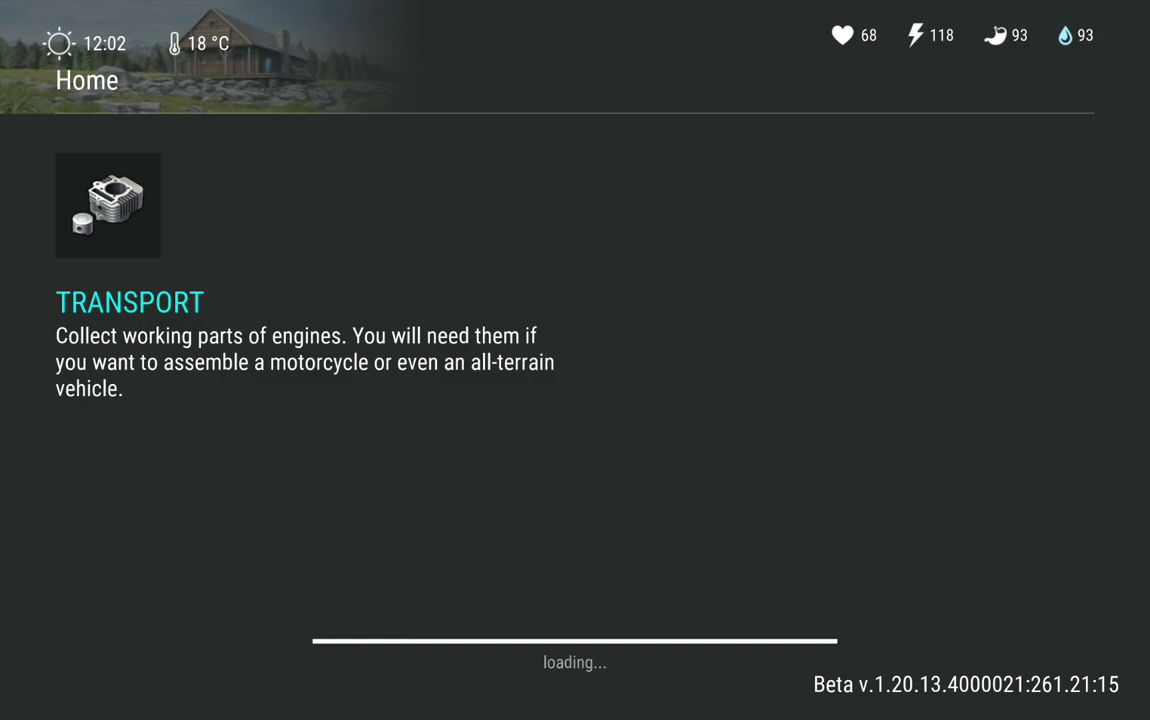 12:02 18 °C 68 118 93 93
Home
TRANSPORT
Collect working parts of engines. You will need them if
you want to assemble a motorcycle or even an all-terrain
vehicle.
loading...
Beta v.1.20.13.4000021:261.21:15